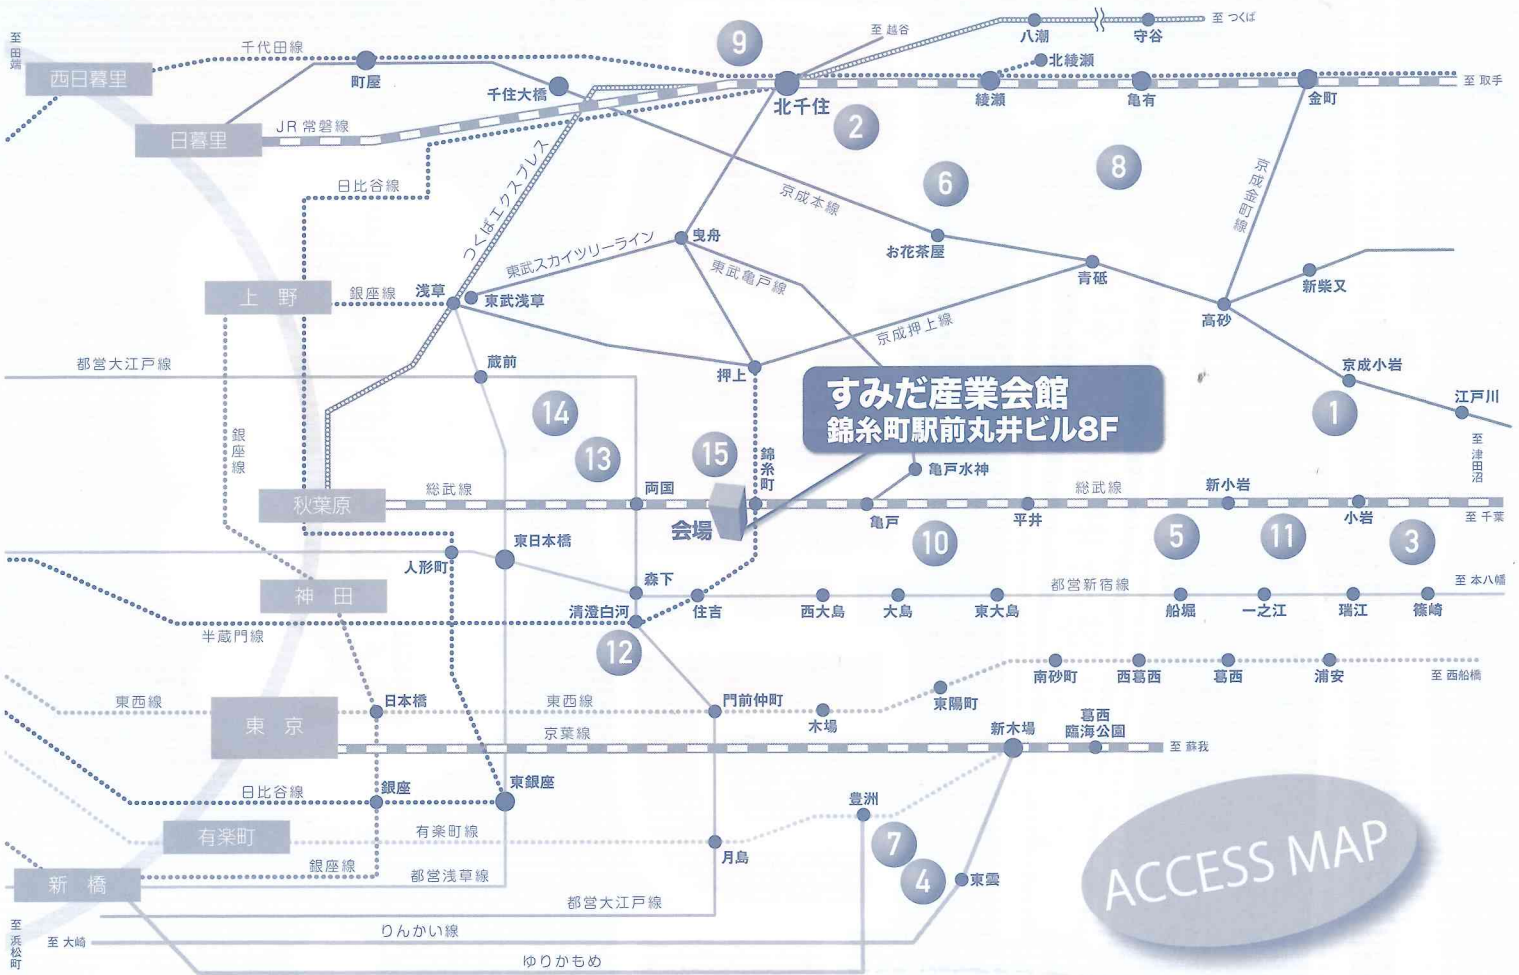 至 つくば
至 越谷
八潮
守谷
至 田端
千代田線
9
北綾瀬
西日暮里
町屋
千住大橋
北千住
綾瀬
亀有
金町
至 取手
日暮里
JR 常磐線
2
つくばエクスプレス
日比谷線
6
8
京成本線
京成金町線
曳舟
お花茶屋
東武スカイツリーライン
東武亀戸線
青砥
新柴又
上野
銀座線
浅草
東武浅草
高砂
京成押上線
都営大江戸線
蔵前
押上
京成小岩
江戸川
すみだ産業会館
錦糸町駅前丸井ビル8F
14
1
銀座線
13
15
錦糸町
亀戸水神
至 津田沼
秋葉原
総武線
両国
会場
亀戸
平井
総武線
新小岩
小岩
至 千葉
10
5
11
3
人形町
東日本橋
森下
都営新宿線
至 本八幡
神田
清澄白河
住吉
西大島
大島
東大島
船堀
一之江
瑞江
篠崎
半蔵門線
12
南砂町
西葛西
葛西
浦安
至 西船橋
東西線
日本橋
東西線
門前仲町
木場
東陽町
東京
京葉線
新木場
葛西
臨海公園
至 蘇我
日比谷線
銀座
東銀座
豊洲
有楽町
有楽町線
月島
7
4
東雲
ACCESS MAP
新橋
銀座線
都営浅草線
都営大江戸線
至 浜松町
至 大崎
りんかい線
ゆりかもめ